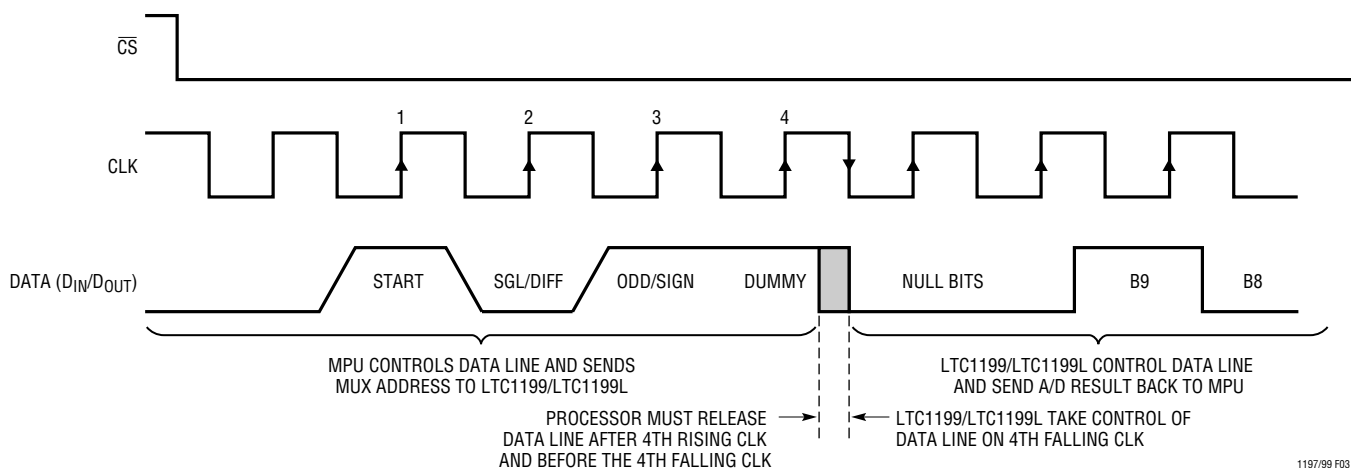 CS
1 2 3 4
CLK
DATA (DIN/DOUT)
START SGL/DIFF ODD/SIGN DUMMY NULL BITS B9 B8
MPU CONTROLS DATA LINE AND SENDS
MUX ADDRESS TO LTC1199/LTC1199L
LTC1199/LTC1199L CONTROL DATA LINE
AND SEND A/D RESULT BACK TO MPU
PROCESSOR MUST RELEASE
DATA LINE AFTER 4TH RISING CLK
AND BEFORE THE 4TH FALLING CLK
LTC1199/LTC1199L TAKE CONTROL OF
DATA LINE ON 4TH FALLING CLK
1197/99 F03